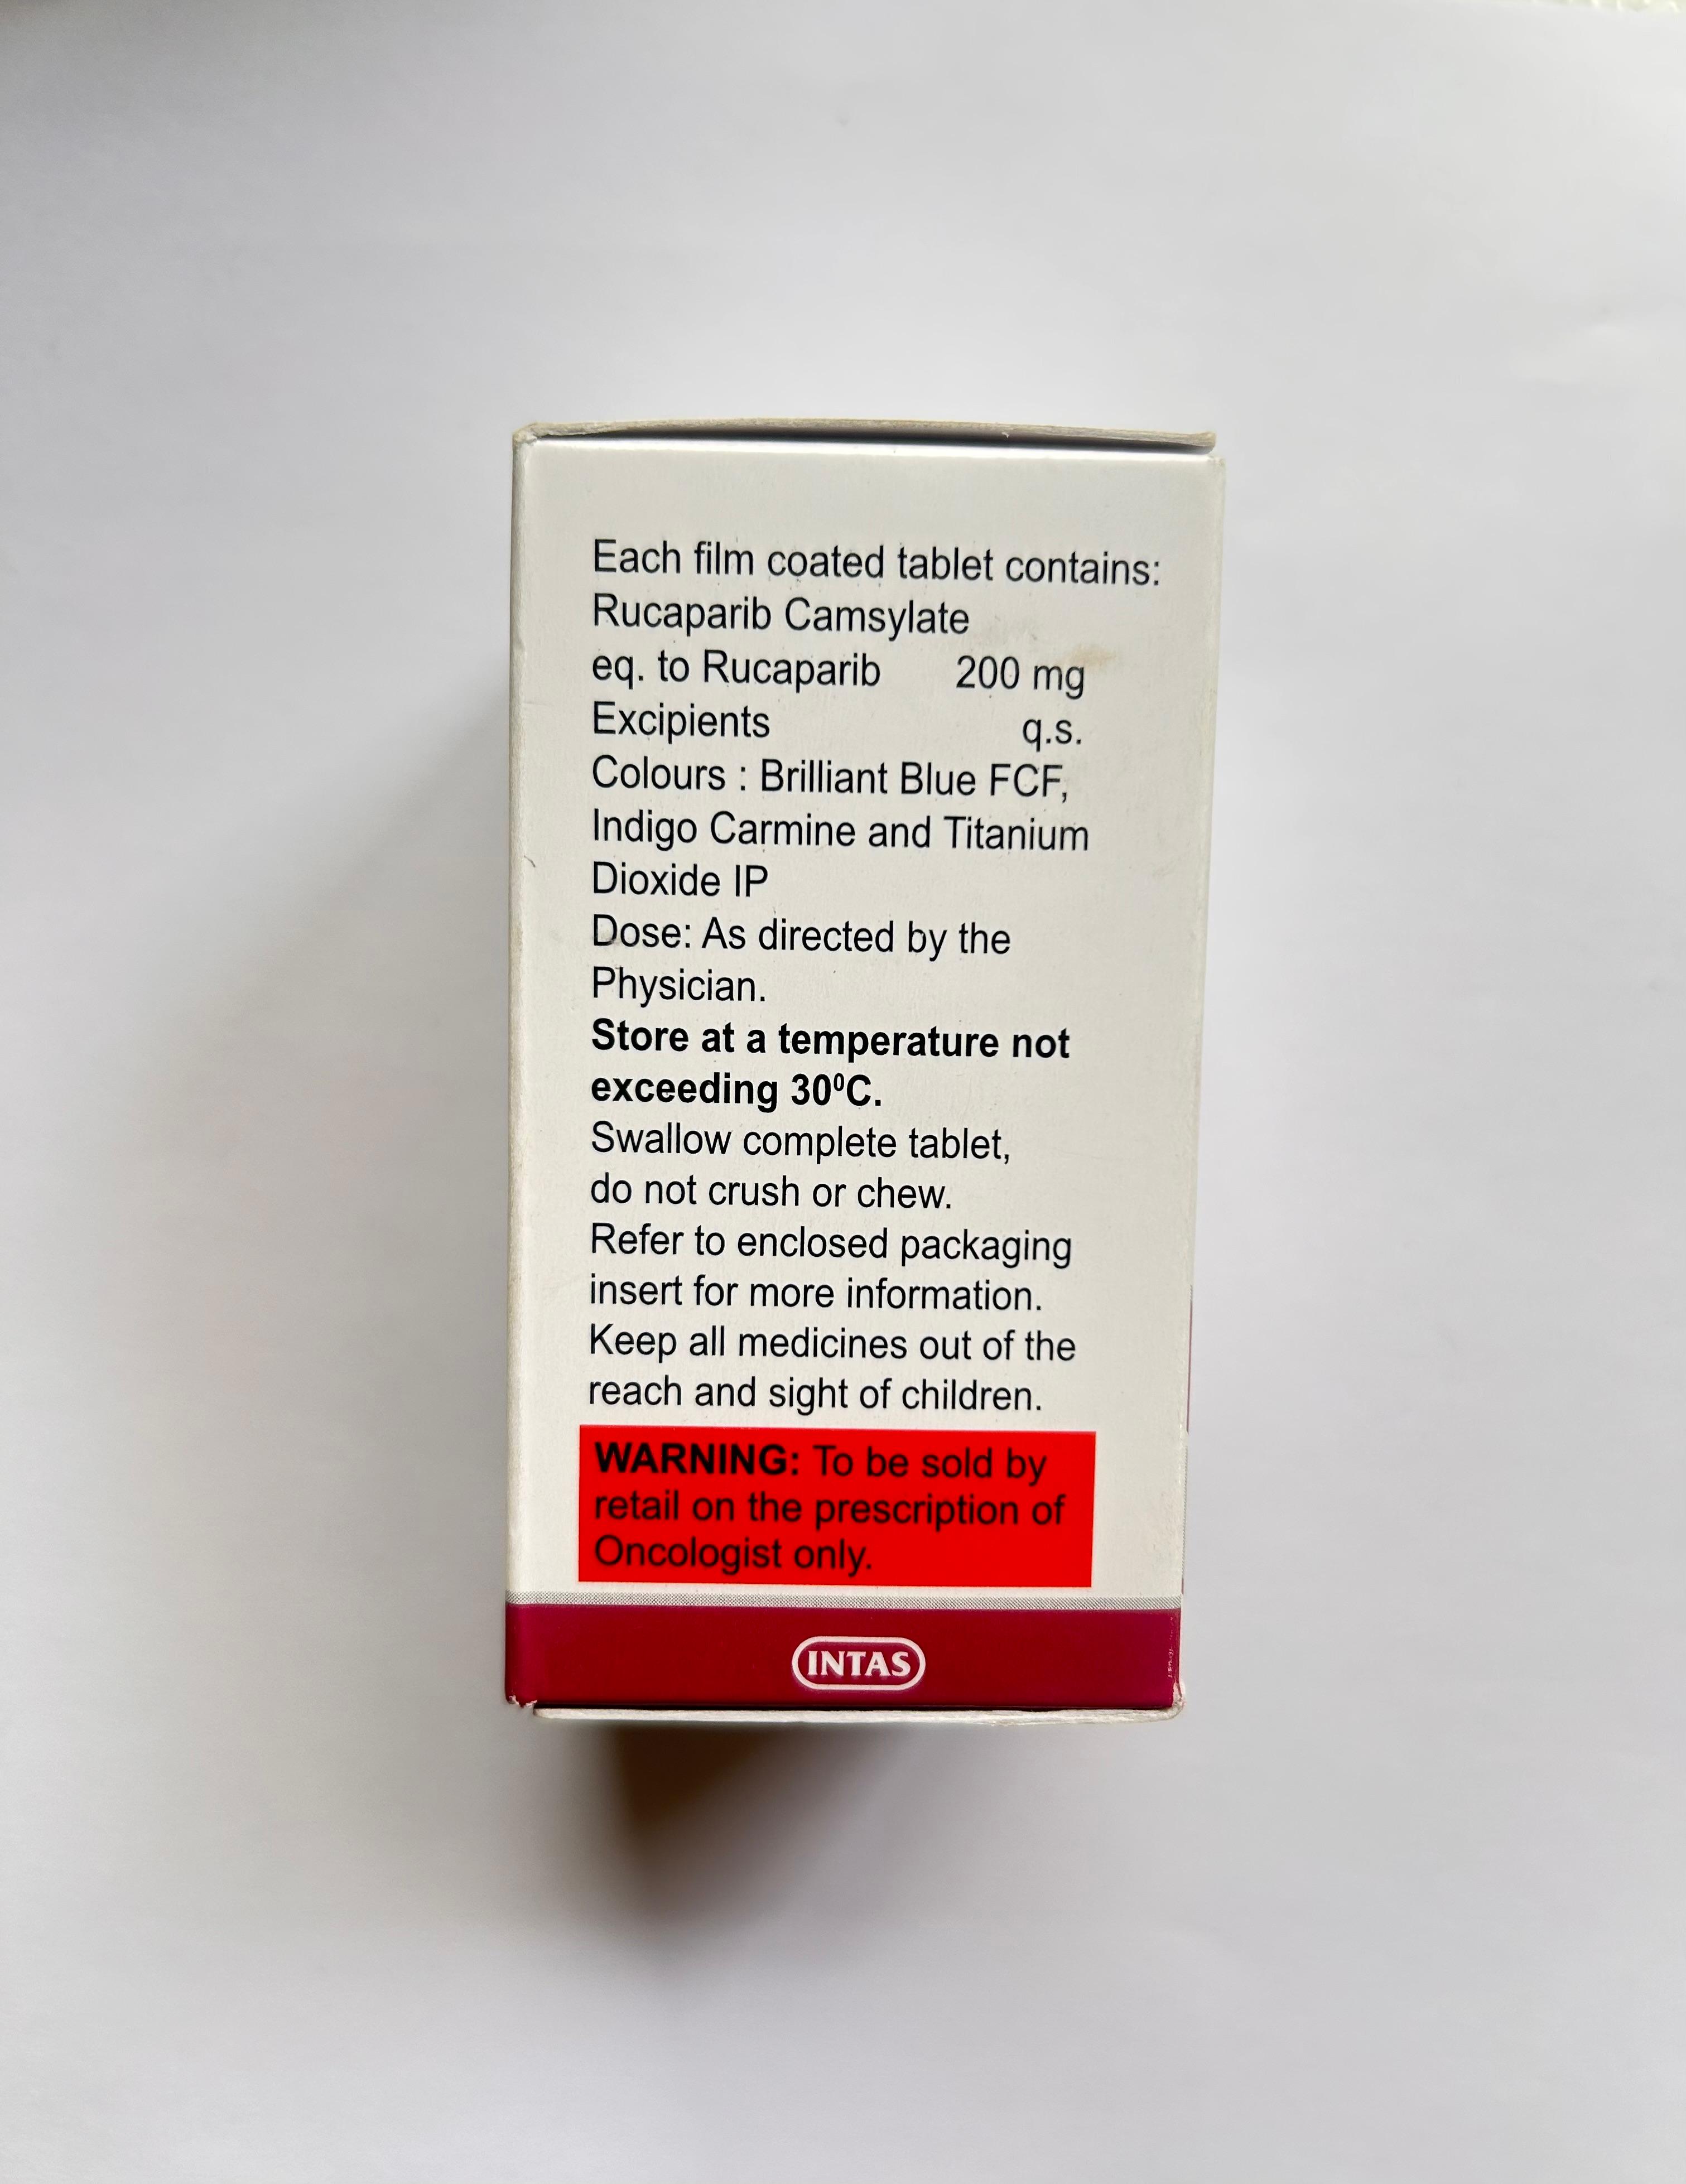 Each film coated tablet contains:
Rucaparib Camsylate
eq. to Rucaparib 200 mg
Excipients q.s.
Colours : Brilliant Blue FCF,
Indigo Carmine and Titanium
Dioxide IP
Dose: As directed by the
Physician.
Store at a temperature not
exceeding 30⁰C.
Swallow complete tablet,
do not crush or chew.
Refer to enclosed packaging
insert for more information.
Keep all medicines out of the
reach and sight of children.
WARNING: To be sold by
retail on the prescription of
Oncologist only.
INTAS